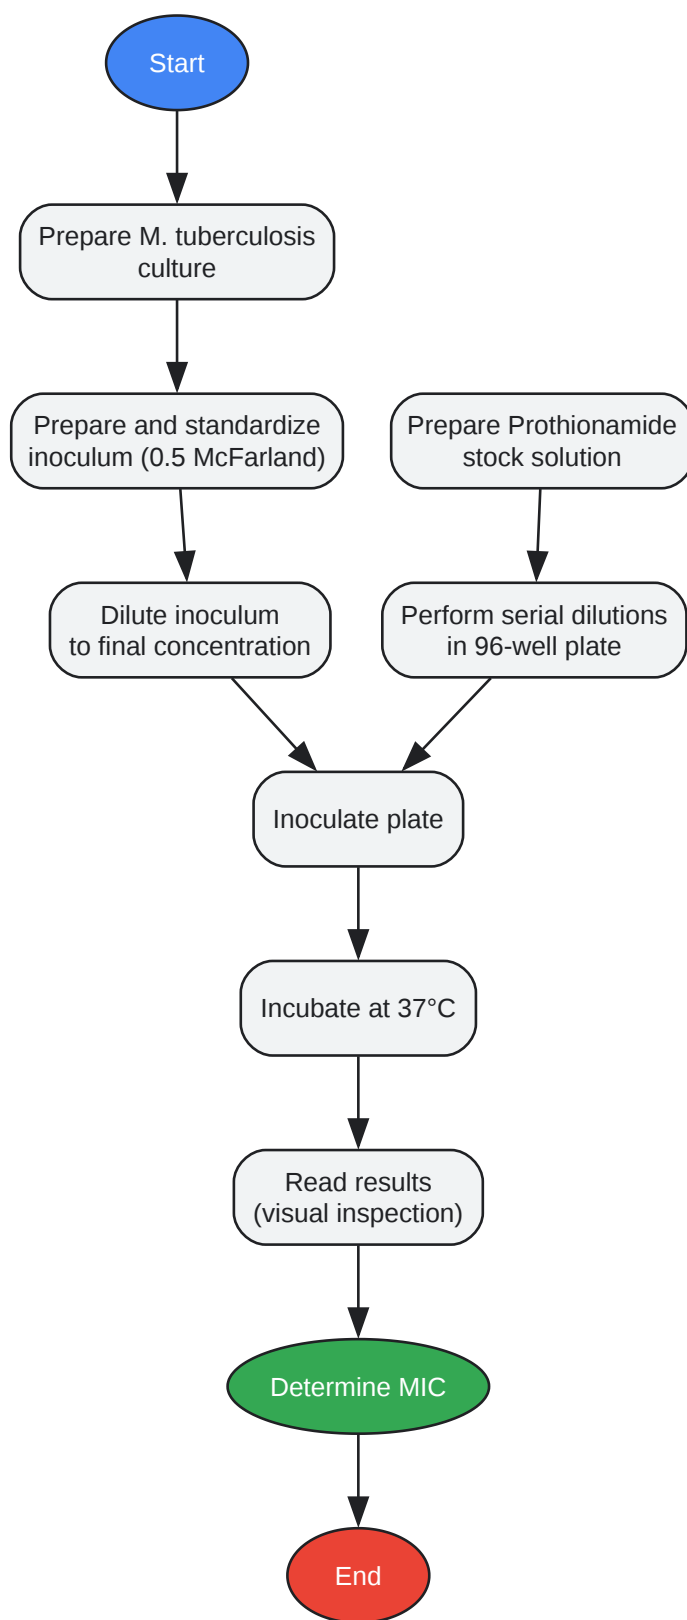 Start
Prepare M. tuberculosis
culture
Prepare and standardize
inoculum (0.5 McFarland)
Prepare Prothionamide
stock solution
Dilute inoculum
to final concentration
Perform serial dilutions
in 96-well plate
Inoculate plate
Incubate at 37°C
Read results
(visual inspection)
Determine MIC
End